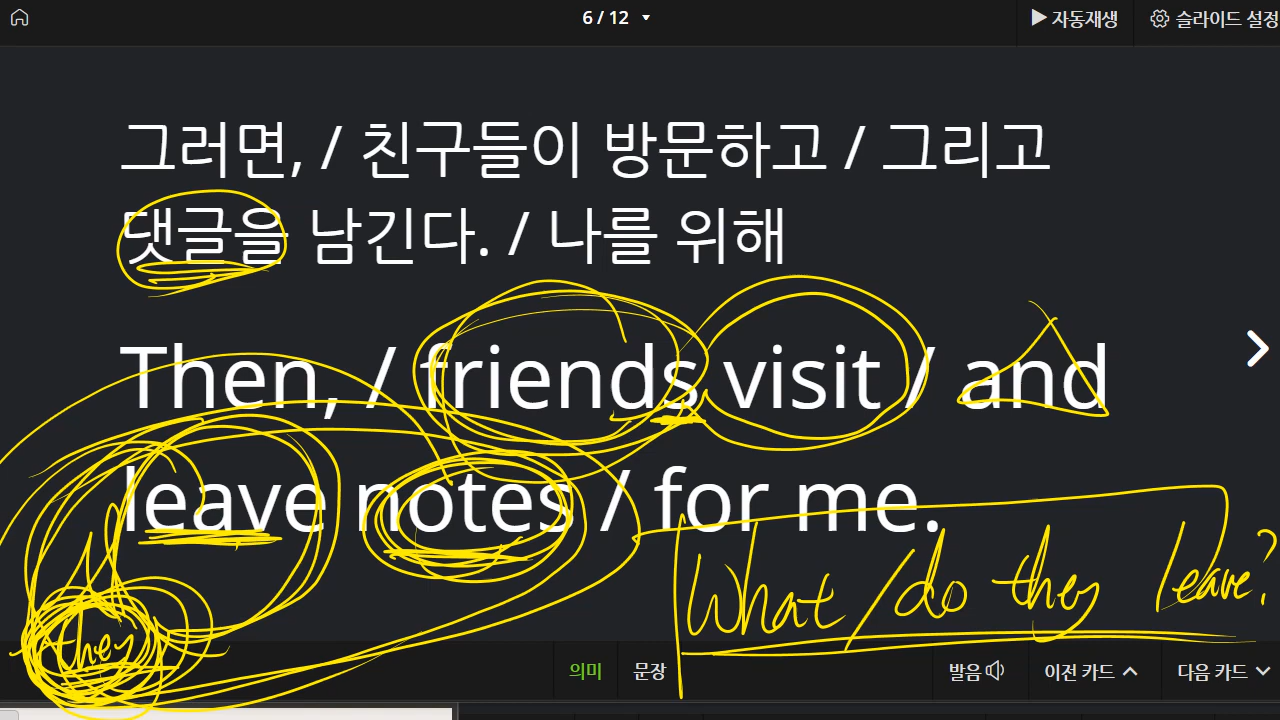 6 / 12
자동재생
슬라이드 설정
그러면, / 친구들이 방문하고 / 그리고
댓글을 남긴다. / 나를 위해
Then, / friends visit / and
leave notes / for me.
they
What / do they leave?
의미
문장
발음
이전 카드
다음 카드